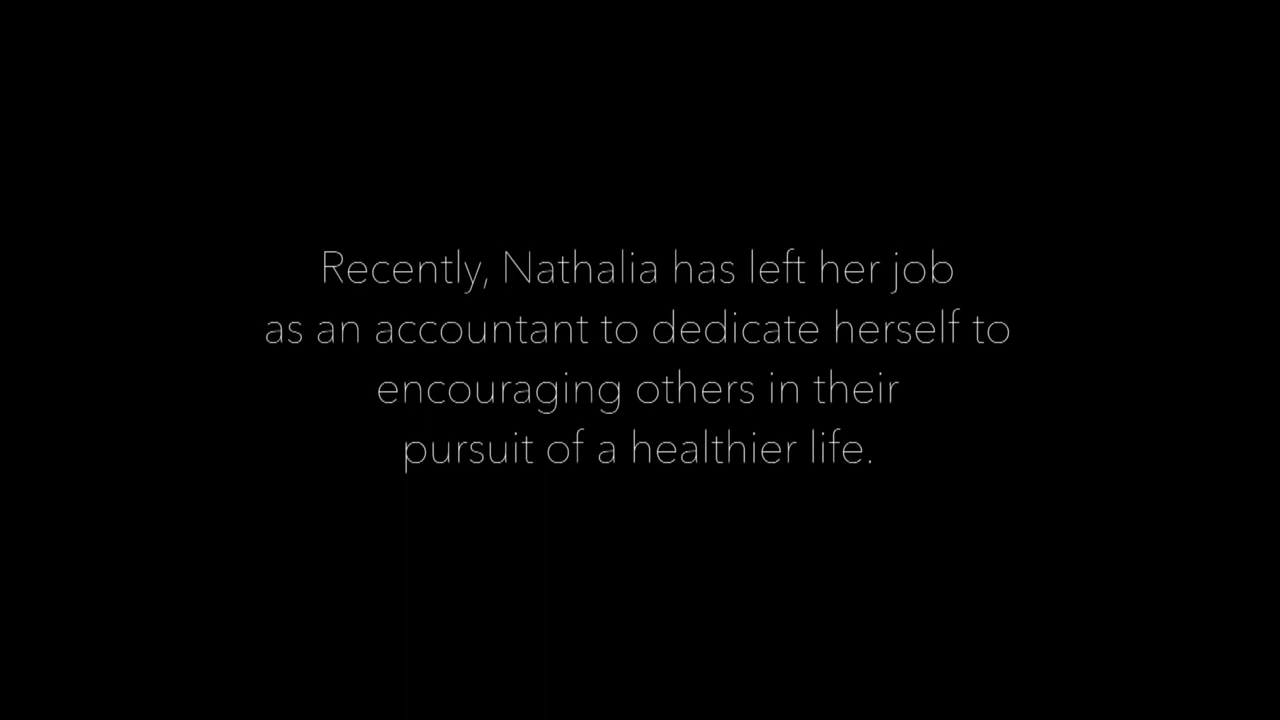 Recently, Nathalia has left her job
as an accountant to dedicate herself to
encouraging others in their
pursuit of a healthier life.